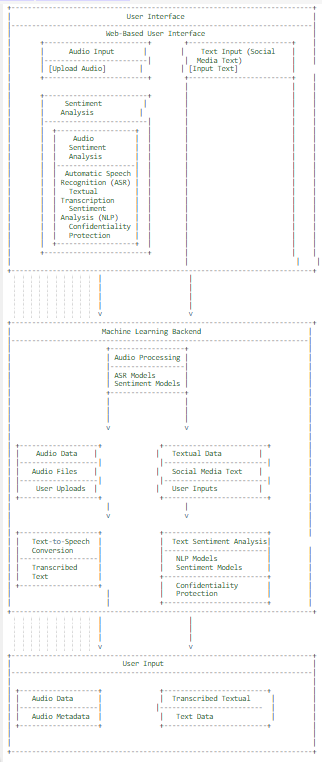 User Interface
Web-Based User Interface
Audio Input
Text Input (Social
Media Text)
[Upload Audio]
[Input Text]
Sentiment
Analysis
Audio
Sentiment
Analysis
Automatic Speech
Recognition (ASR)
Textual
Transcription
Sentiment
Analysis (NLP)
Confidentiality
Protection
v
v
Machine Learning Backend
Audio Processing
ASR Models
Sentiment Models
v
v
Audio Data
Textual Data
Audio Files
Social Media Text
User Uploads
User Inputs
v
v
Text-to-Speech
Conversion
Text Sentiment Analysis
Transcribed
Text
NLP Models
Sentiment Models
Confidentiality
Protection
v
v
User Input
Audio Data
Transcribed Textual
Audio Metadata
Text Data